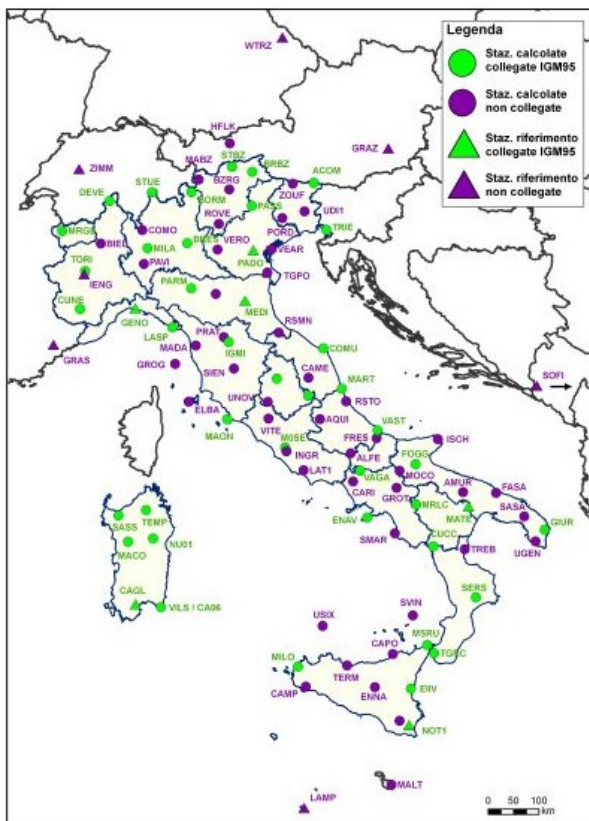 WTRZ
Legenda
Staz. calcolate
collegate IGM95
Staz. calcolate
non collegate
Staz. riferimento
collegate IGM95
Staz. riferimento
non collegate
HFLK
GRAZ
STBZ
BRBZ
ZIMM
MABZ
ACOM
STUE
BZRG
ZOUF
DEVE
BORM
PASS
UDI1
MRGE
COMO
ROVE
PORD
TRIE
BIEL
MILA
BRES
VERO
VEAR
TORI
PAVI
PADO
TGPO
IENG
PARM
CUNE
MEDI
GENO
RSMN
LASP
PRAT
GRAS
MADA
IGMI
COMU
GROG
SIEN
CAME
SOFI
MART
ELBA
UNOV
RSTO
VITE
AQUI
VAST
MAON
M0SE
FRES
ISCH
INGR
ALFE
FOGG
LAT1
VAGA
MOCO
AMUR
FASA
CARI
GROT
MRLC
SASA
ENAV
MATE
GIUR
SASS
TEMP
SMAR
CUCC
MACO
NU01
TREB
UGEN
CAGL
SERS
VILS / CA06
USIX
SVIN
MSRU
MILO
CAPO
TGRC
TERM
CAMP
ENNA
EIIV
NOT1
MALT
LAMP
0 50 100
km